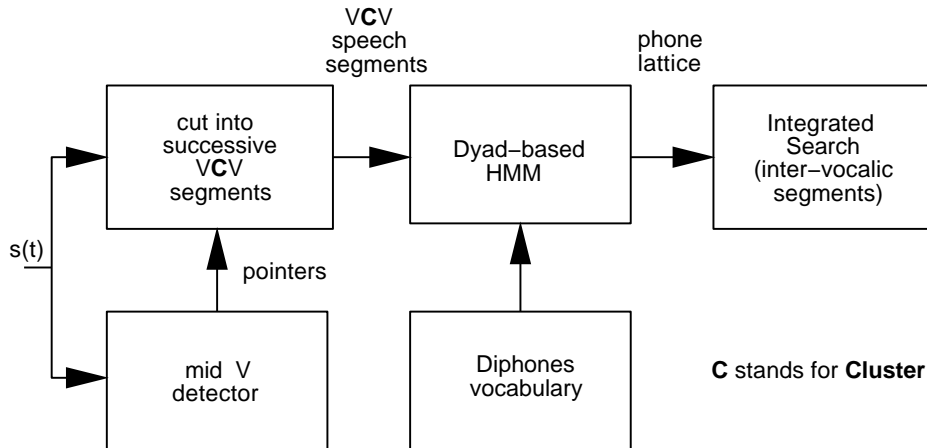 VCV
speech
segments
phone
lattice
cut into
successive
VCV
segments
Dyad–based
HMM
Integrated
Search
(inter–vocalic
segments)
s(t)
pointers
mid V
detector
Diphones
vocabulary
C stands for Cluster